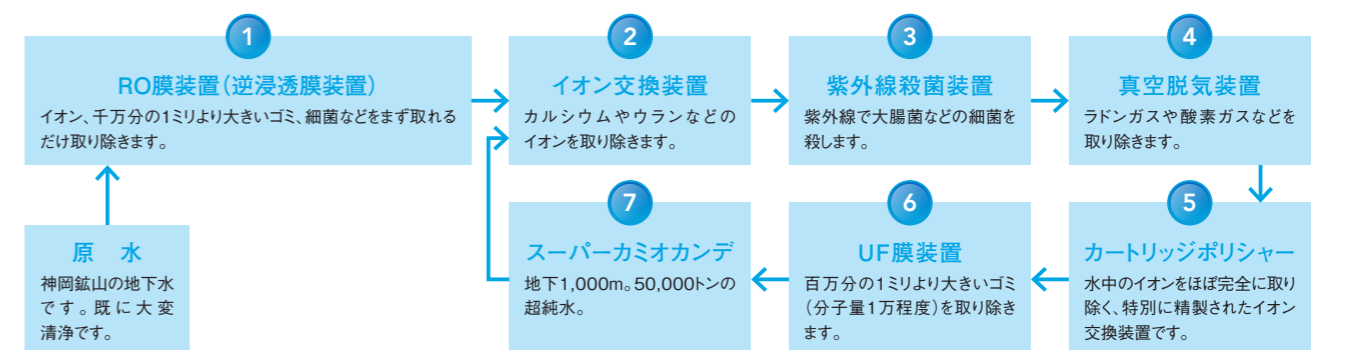 1
RO膜装置(逆浸透膜装置)
イオン、千万分の1ミリより大きいゴミ、細菌などをまず取れる
だけ取り除きます。
2
イオン交換装置
カルシウムやウランなどの
イオンを取り除きます。
3
紫外線殺菌装置
紫外線で大腸菌などの細菌を
殺します。
4
真空脱気装置
ラドンガスや酸素ガスなどを
取り除きます。
原 水
神岡鉱山の地下水
です。既に大変
清浄です。
7
スーパーカミオカンデ
地下1,000m。50,000トンの
超純水。
6
UF膜装置
百万分の1ミリより大きいゴミ
(分子量1万程度)を取り除き
ます。
5
カートリッジポリシャー
水中のイオンをほぼ完全に取り
除く、特別に精製されたイオン
交換装置です。